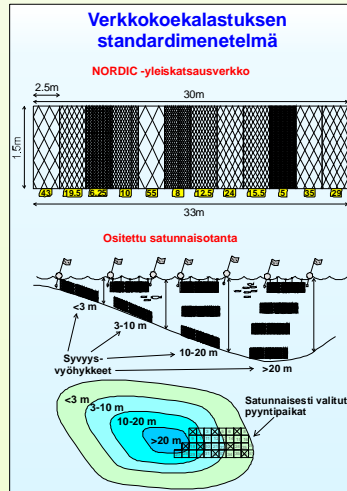 Verkkokoekalastuksen
standardimenetelmä
NORDIC -yleiskatsausverkko
2.5m
30m
1.5m
43 19.5 6.25 10 55 8 12.5 24 15.5 5 35 29
33m
Ositettu satunnaisotanta
<3 m
3-10 m
10-20 m
>20 m
Syvyys-
vyöhykkeet
<3 m
3-10 m
10-20 m
>20 m
Satunnaisesti valitut
pyyntipaikat